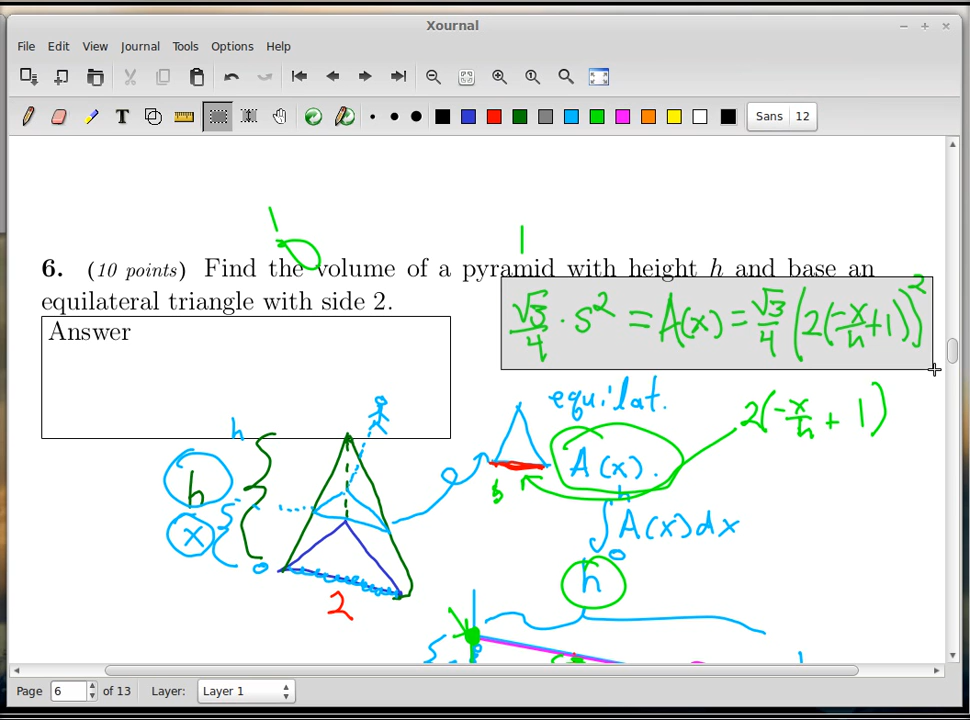 Xournal
File Edit View Journal Tools Options Help
T Sans 12
6. (10 points) Find the volume of a pyramid with height h and base an
equilateral triangle with side 2.
Answer
√3/4 · s² = A(x) = √3/4 (2(-x/h+1))²
equilat.
2(-x/h + 1)
h
A(x).
h
x
s
∫₀ʰ A(x)dx
0
h
2
Page 6 of 13 Layer: Layer 1